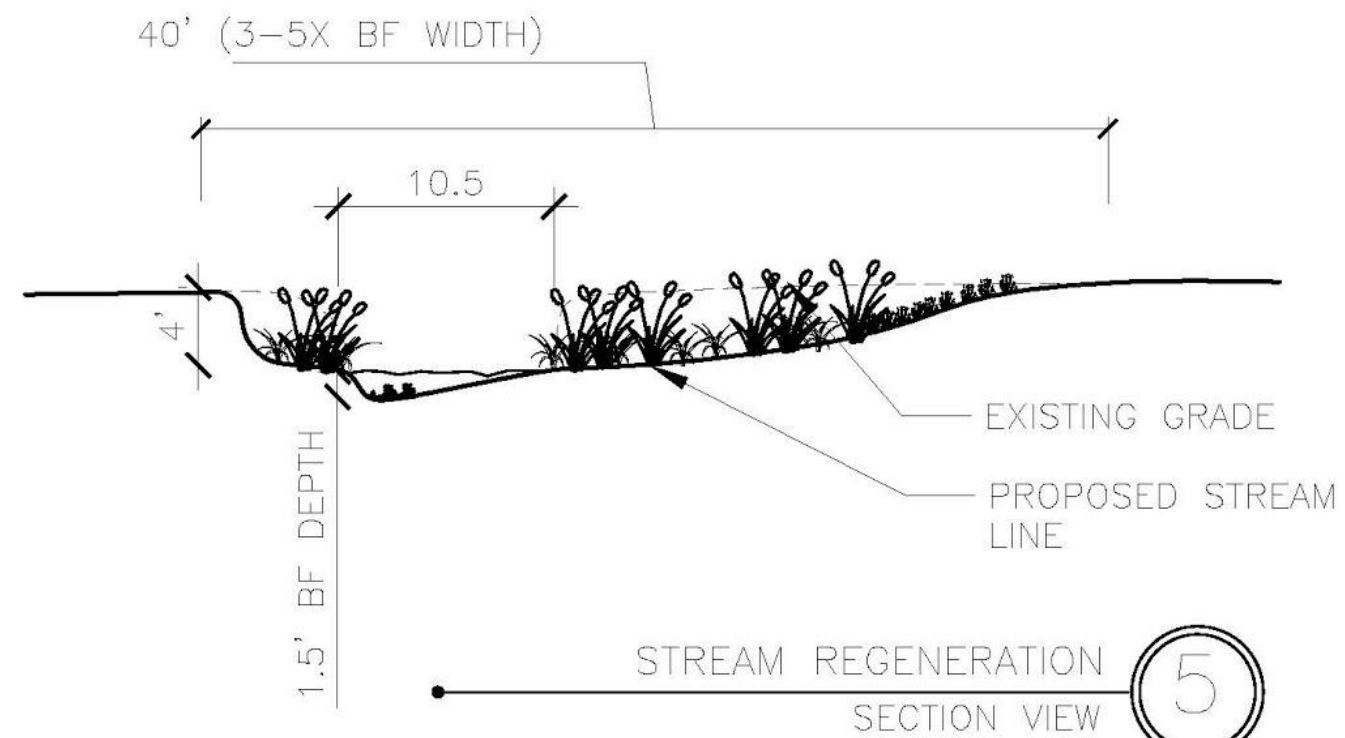 40' (3-5X BF WIDTH)
10.5
4'
EXISTING GRADE
PROPOSED STREAM
LINE
1.5' BF DEPTH
STREAM REGENERATION
SECTION VIEW
5